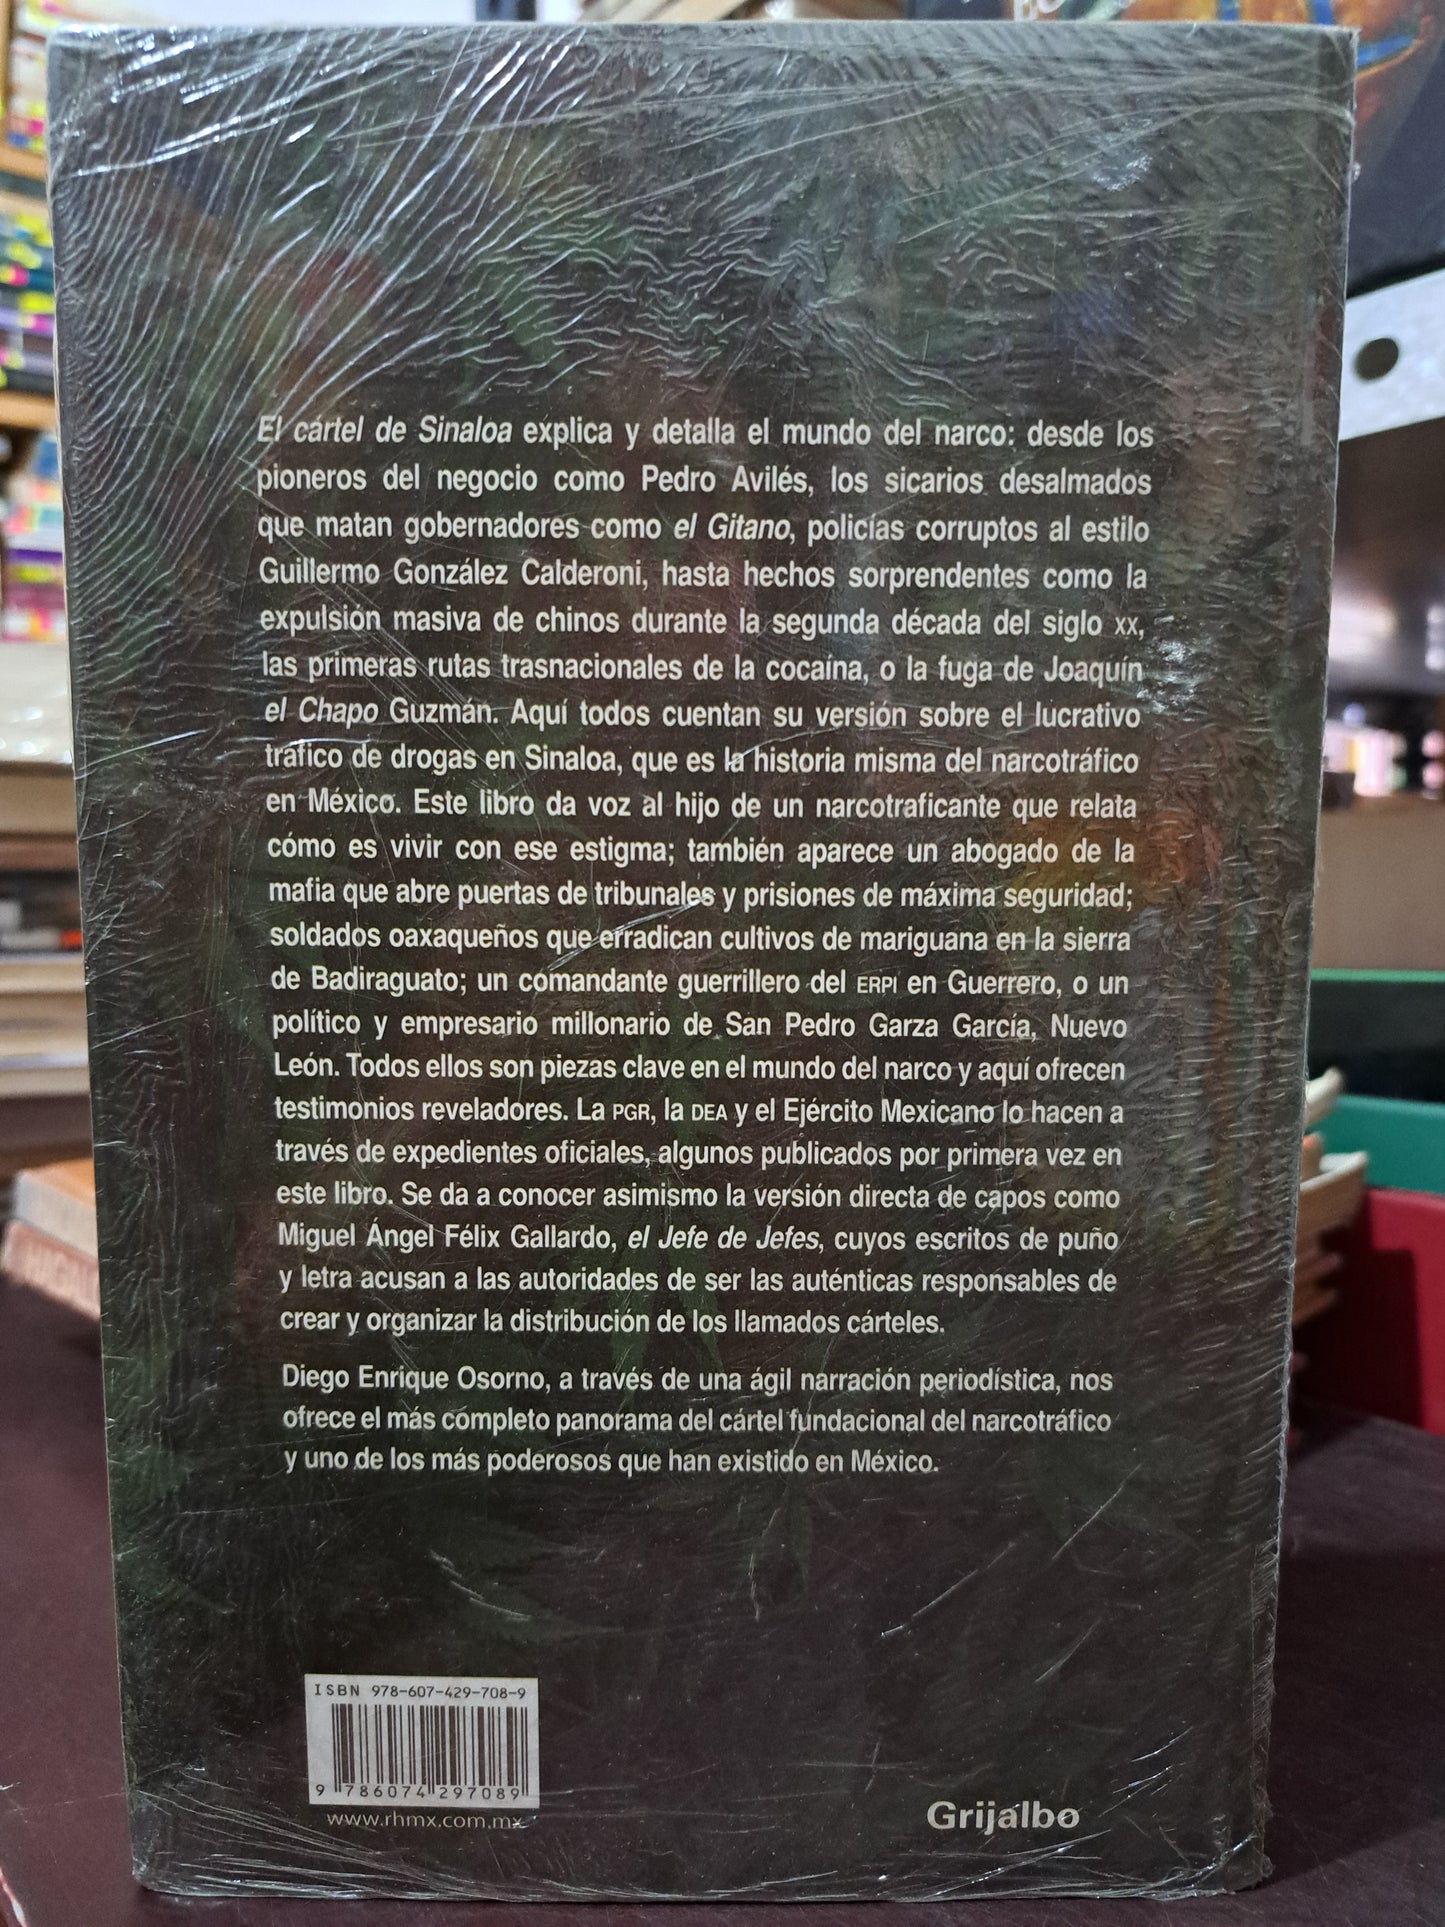 El cártel de Sinaloa explica y detalla el mundo del narco: desde los
pioneros del negocio como Pedro Avilés, los sicarios desalmados
que matan gobernadores como el Gitano, policías corruptos al estilo
Guillermo González Calderoni, hasta hechos sorprendentes como la
expulsión masiva de chinos durante la segunda década del siglo XX,
las primeras rutas trasnacionales de la cocaína, o la fuga de Joaquín
el Chapo Guzmán. Aquí todos cuentan su versión sobre el lucrativo
tráfico de drogas en Sinaloa, que es la historia misma del narcotráfico
en México. Este libro da voz al hijo de un narcotraficante que relata
cómo es vivir con ese estigma; también aparece un abogado de la
mafia que abre puertas de tribunales y prisiones de máxima seguridad;
soldados oaxaqueños que erradican cultivos de mariguana en la sierra
de Badiraguato; un comandante guerrillero del ERPI en Guerrero, o un
político y empresario millonario de San Pedro Garza García, Nuevo
León. Todos ellos son piezas clave en el mundo del narco y aquí ofrecen
testimonios reveladores. La PGR, la DEA y el Ejército Mexicano lo hacen a
través de expedientes oficiales, algunos publicados por primera vez en
este libro. Se da a conocer asimismo la versión directa de capos como
Miguel Ángel Félix Gallardo, el Jefe de Jefes, cuyos escritos de puño
y letra acusan a las autoridades de ser las auténticas responsables de
crear y organizar la distribución de los llamados cárteles.
Diego Enrique Osorno, a través de una ágil narración periodística, nos
ofrece el más completo panorama del cártel fundacional del narcotráfico
y uno de los más poderosos que han existido en México.
ISBN 978-607-429-708-9
9 786074 297089
www.rhmx.com.mx
Grijalbo